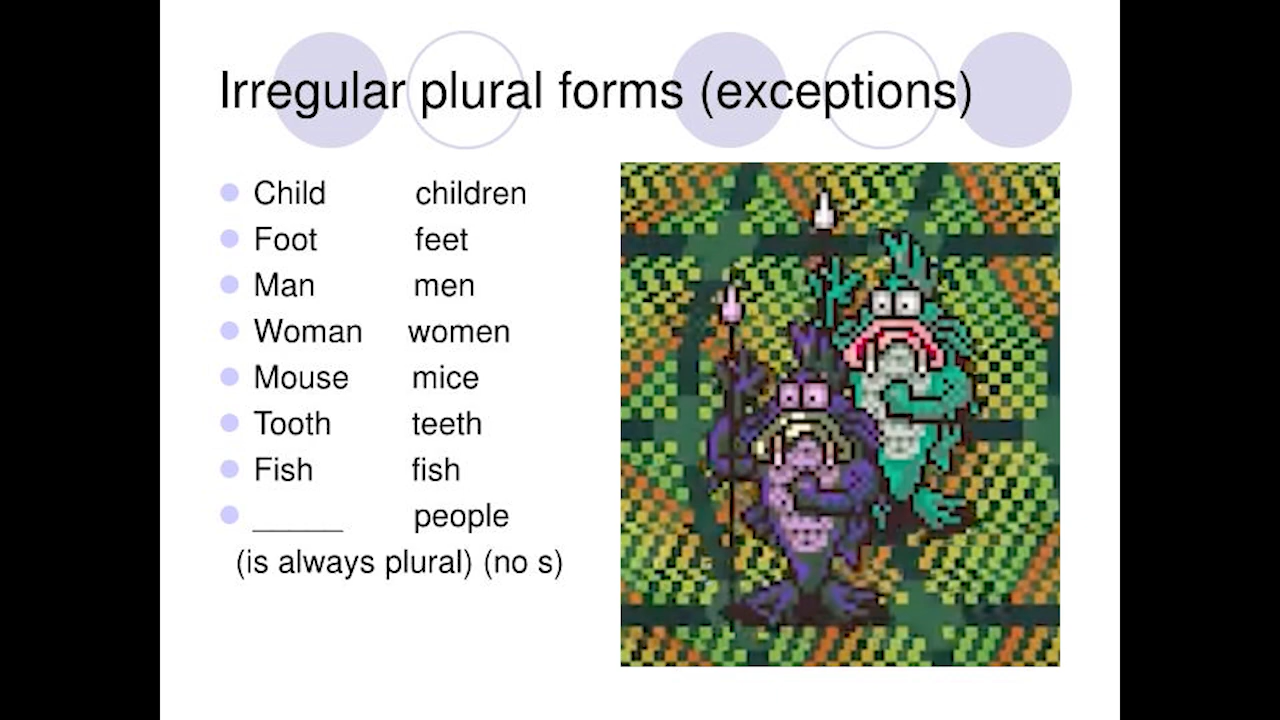 Irregular plural forms (exceptions)
Child children
Foot feet
Man men
Woman women
Mouse mice
Tooth teeth
Fish fish
_____ people
(is always plural) (no s)